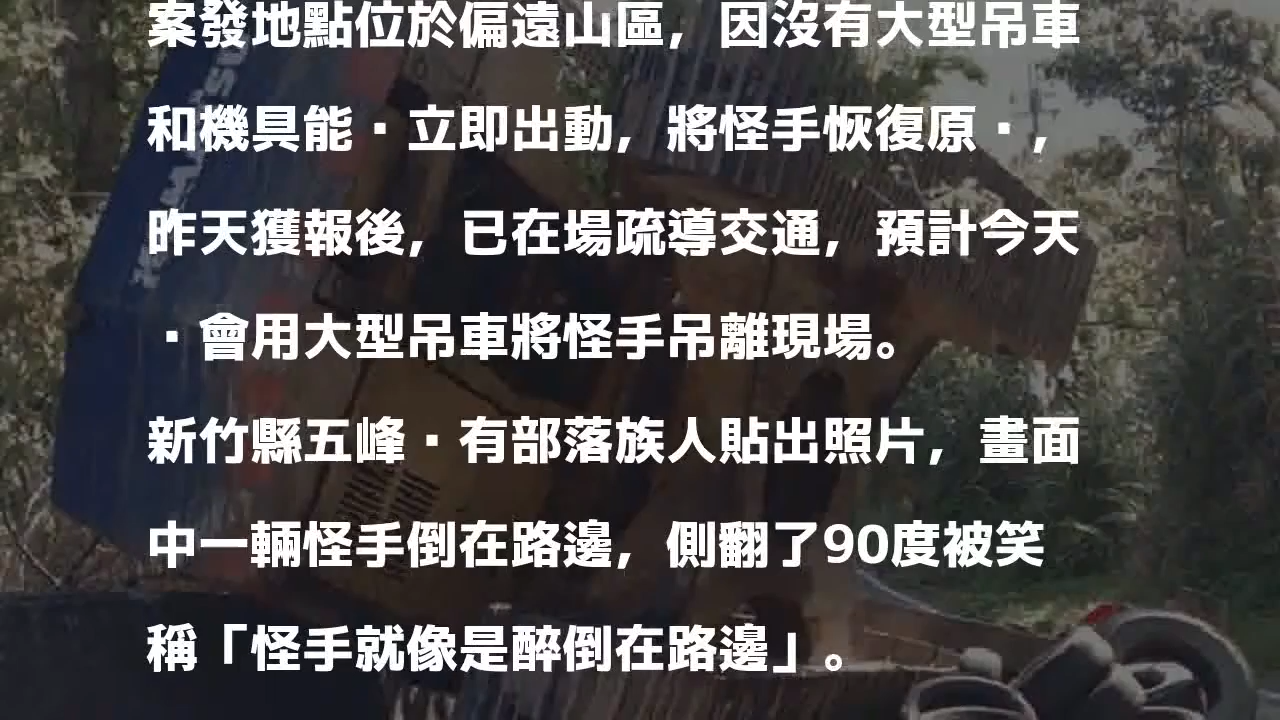 案發地點位於偏遠山區，因沒有大型吊車
和機具能·立即出動，將怪手恢復原·，
昨天獲報後，已在場疏導交通，預計今天
·會用大型吊車將怪手吊離現場。
新竹縣五峰·有部落族人貼出照片，畫面
中一輛怪手倒在路邊，側翻了90度被笑
稱「怪手就像是醉倒在路邊」。